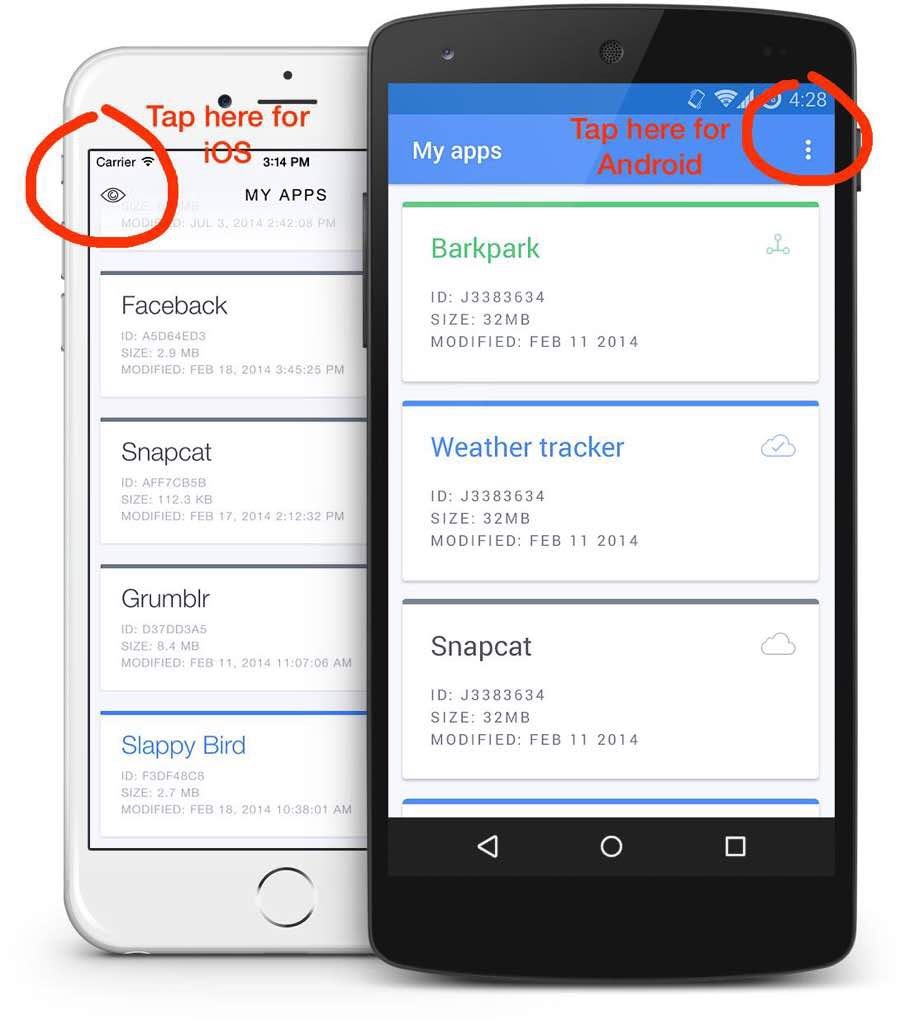 Tap here for
iOS
Carrier
3:14 PM
MY APPS
MODIFIED: JUL 3, 2014 2:42:08 PM
Faceback
ID: A5D64ED3
SIZE: 2.9 MB
MODIFIED: FEB 18, 2014 3:45:25 PM
Snapcat
ID: AFF7CB5B
SIZE: 112.3 KB
MODIFIED: FEB 17, 2014 2:12:32 PM
Grumblr
ID: D37DD3A5
SIZE: 8.4 MB
MODIFIED: FEB 11, 2014 11:07:06 AM
Slappy Bird
ID: F3DF48C8
SIZE: 2.7 MB
MODIFIED: FEB 18, 2014 10:38:01 AM
4:28
My apps
Tap here for
Android
Barkpark
ID: J3383634
SIZE: 32MB
MODIFIED: FEB 11 2014
Weather tracker
ID: J3383634
SIZE: 32MB
MODIFIED: FEB 11 2014
Snapcat
ID: J3383634
SIZE: 32MB
MODIFIED: FEB 11 2014